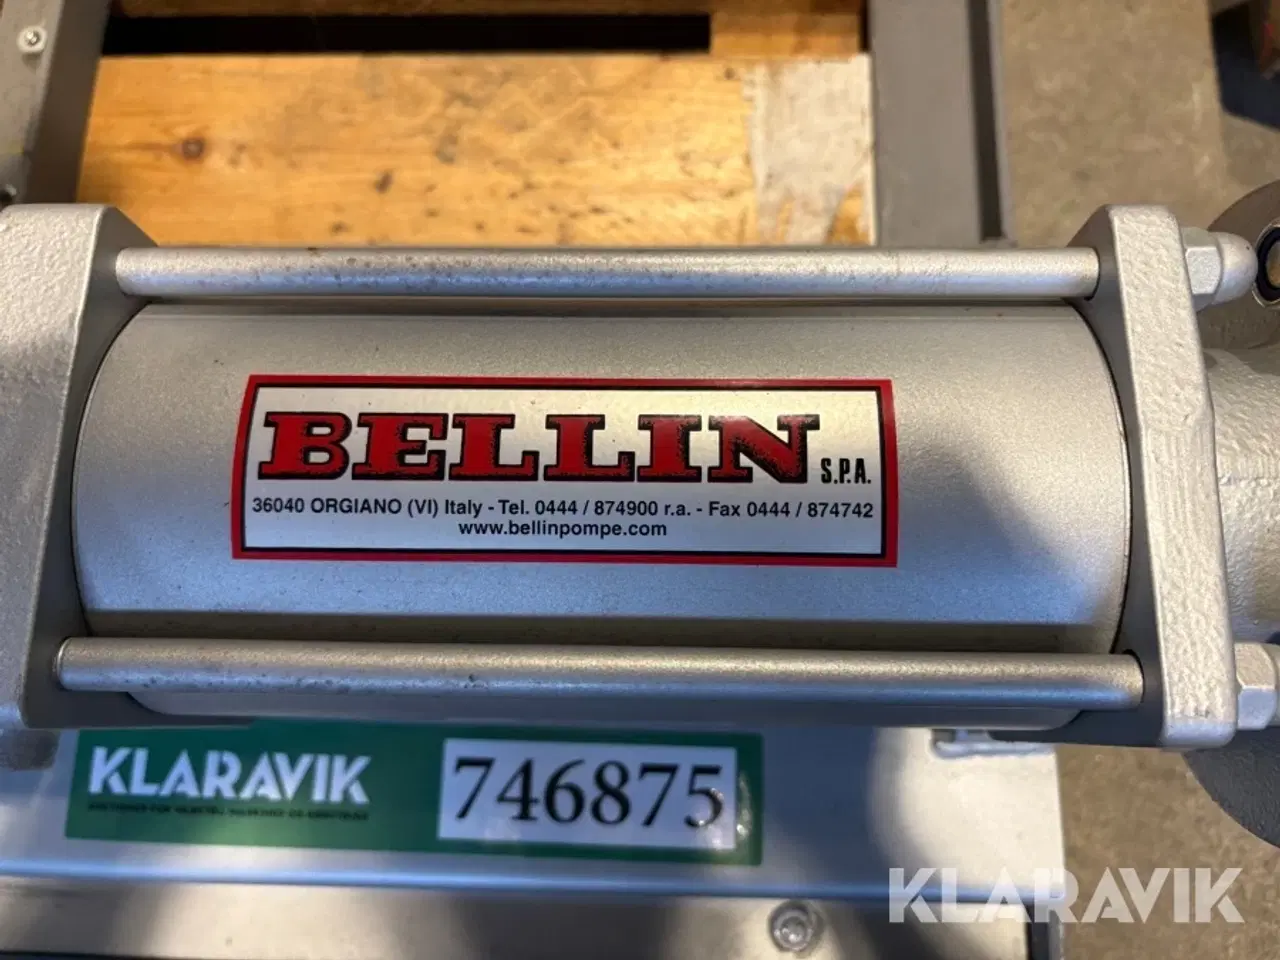 BELLIN S.P.A.
36040 ORGIANO (VI) Italy - Tel. 0444 / 874900 r.a. - Fax 0444 / 874742
www.bellinpompe.com
KLARAVIK
746875
KLARAVIK